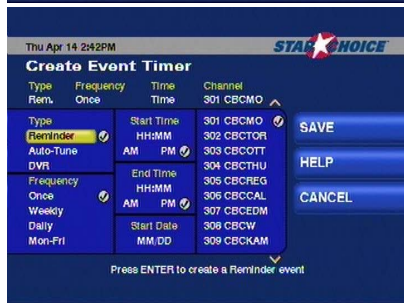 Thu Apr 14 2:42PM
STAR CHOICE
Create Event Timer
Type Frequency Time Channel
Rem. Once Time 301 CBCMO
Type
Reminder
Auto-Tune
DVR
Frequency
Once
Weekly
Daily
Mon-Fri
Start Time
HH:MM
AM PM
End Time
HH:MM
AM PM
Start Date
MM/DD
301 CBCMO
302 CBCTOR
303 CBCOTT
304 CBCTHU
305 CBCREG
306 CBCCAL
307 CBCEDM
308 CBCW
309 CBCKAM
SAVE
HELP
CANCEL
Press ENTER to create a Reminder event